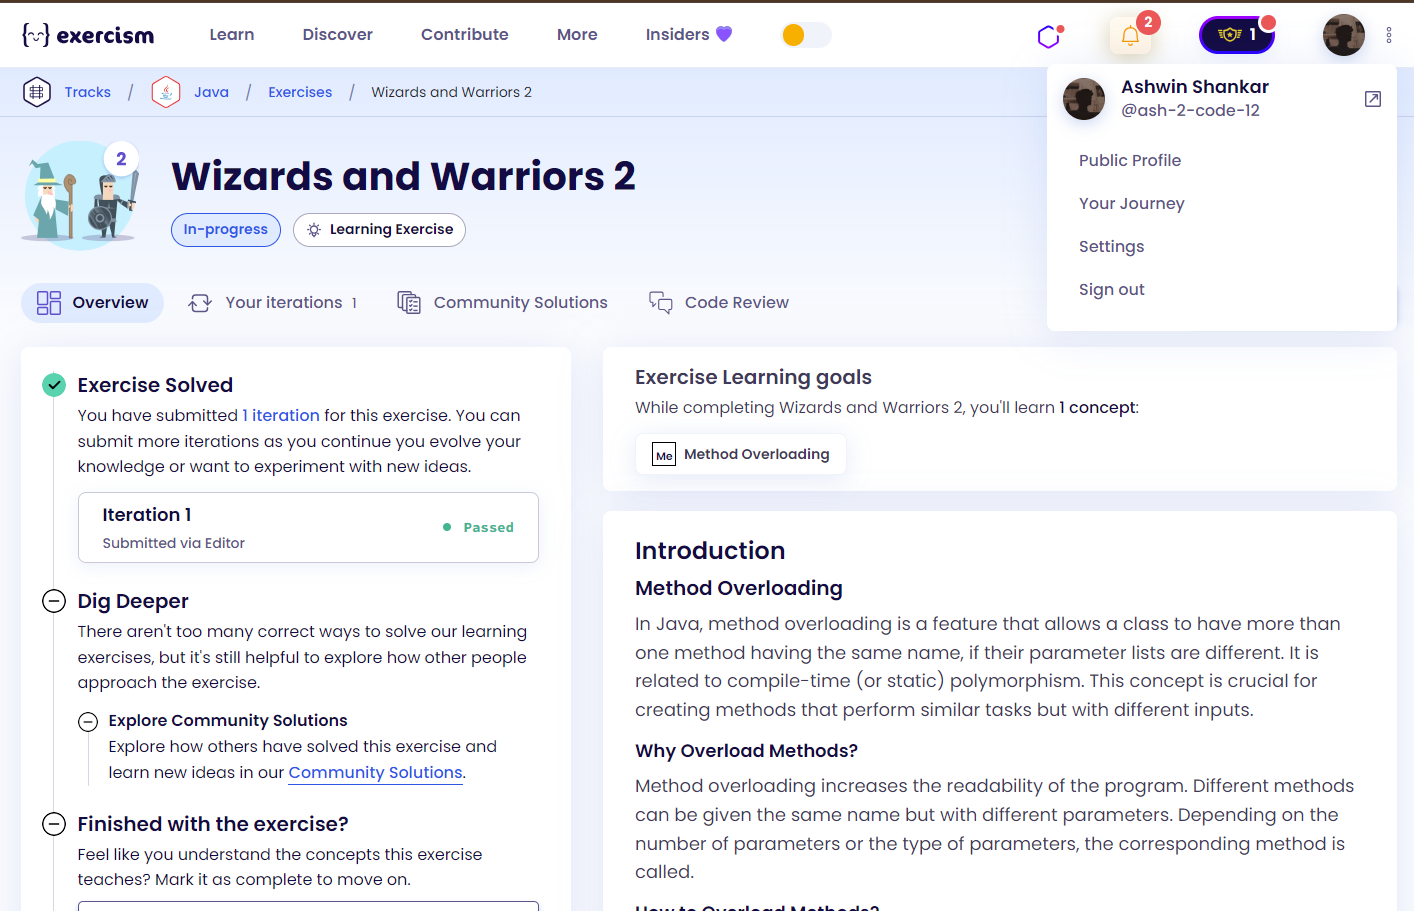 exercism
Learn
Discover
Contribute
More
Insiders
2
1
Tracks / Java / Exercises / Wizards and Warriors 2
Ashwin Shankar
@ash-2-code-12
Public Profile
Your Journey
Settings
Sign out
2
Wizards and Warriors 2
In-progress
Learning Exercise
Overview
Your iterations 1
Community Solutions
Code Review
Exercise Solved
You have submitted 1 iteration for this exercise. You can
submit more iterations as you continue you evolve your
knowledge or want to experiment with new ideas.
Iteration 1
Submitted via Editor
Passed
Dig Deeper
There aren't too many correct ways to solve our learning
exercises, but it's still helpful to explore how other people
approach the exercise.
Explore Community Solutions
Explore how others have solved this exercise and
learn new ideas in our Community Solutions.
Finished with the exercise?
Feel like you understand the concepts this exercise
teaches? Mark it as complete to move on.
Exercise Learning goals
While completing Wizards and Warriors 2, you'll learn 1 concept:
Me Method Overloading
Introduction
Method Overloading
In Java, method overloading is a feature that allows a class to have more than
one method having the same name, if their parameter lists are different. It is
related to compile-time (or static) polymorphism. This concept is crucial for
creating methods that perform similar tasks but with different inputs.
Why Overload Methods?
Method overloading increases the readability of the program. Different methods
can be given the same name but with different parameters. Depending on the
number of parameters or the type of parameters, the corresponding method is
called.
How to Overload Methods?